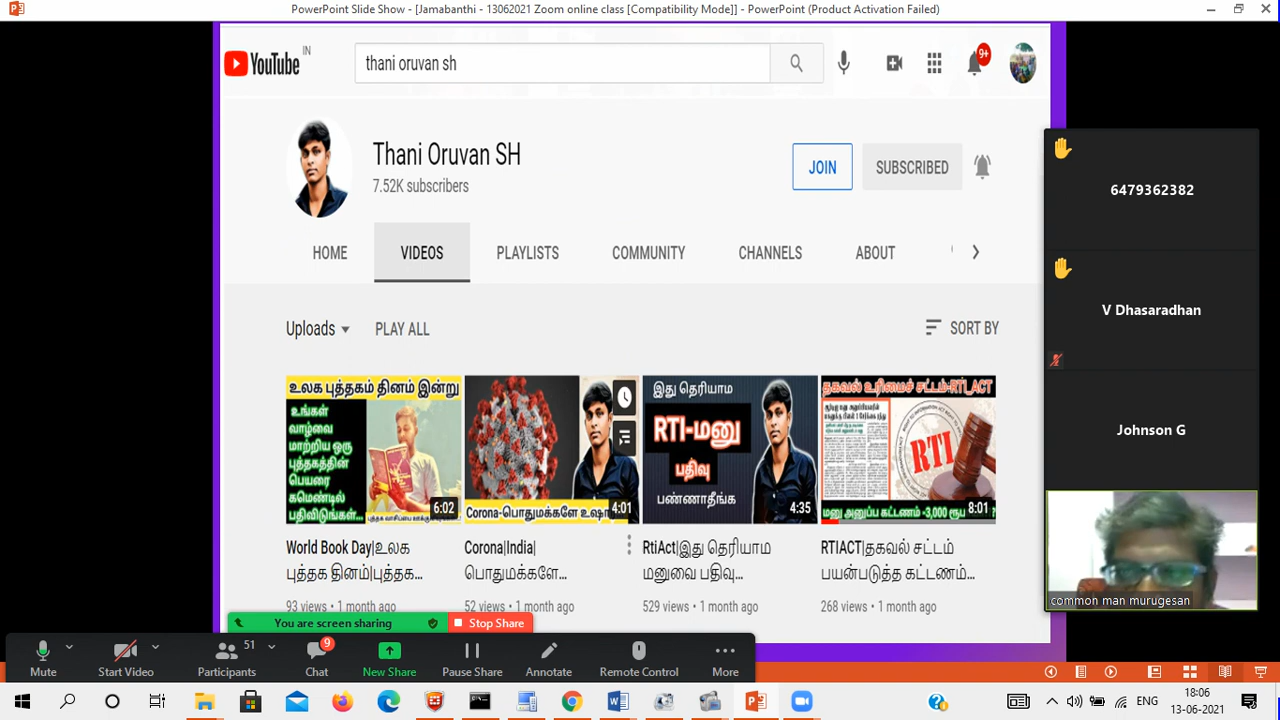 PowerPoint Slide Show - [Jamabanthi - 13062021 Zoom online class [Compatibility Mode]] - PowerPoint (Product Activation Failed)
YouTube IN
thani oruvan sh
9+
Thani Oruvan SH
7.52K subscribers
JOIN
SUBSCRIBED
HOME
VIDEOS
PLAYLISTS
COMMUNITY
CHANNELS
ABOUT
Uploads
PLAY ALL
SORT BY
உலக புத்தகம் தினம் இன்று
உங்கள்
வாழ்வை
மாற்றிய ஒரு
புத்தகத்தின்
பெயரை
கமெண்டில்
பதிவிடுங்கள்...
6:02
Corona-பொதுமக்களே
4:01
இது தெரியாம
RTI-மனு
பதிவு
பண்ணாதீங்க
4:35
தகவல் உரிமைச் சட்டம்-RTI_ACT
RTI
மனு அனுப்ப கட்டணம் -3,000 ரூபா
8:01
World Book Day|உலக
புத்தக தினம்|புத்தக...
93 views • 1 month ago
Corona|India|
பொதுமக்களே...
52 views • 1 month ago
RtiAct|இது தெரியாம
மனுவை பதிவு...
529 views • 1 month ago
RTIACT|தகவல் சட்டம்
பயன்படுத்த கட்டணம்...
268 views • 1 month ago
6479362382
V Dhasaradhan
Johnson G
common man murugesan
You are screen sharing
Stop Share
Mute
Start Video
51
Participants
9
Chat
New Share
Pause Share
Annotate
Remote Control
More
ENG
18:06
13-06-2021